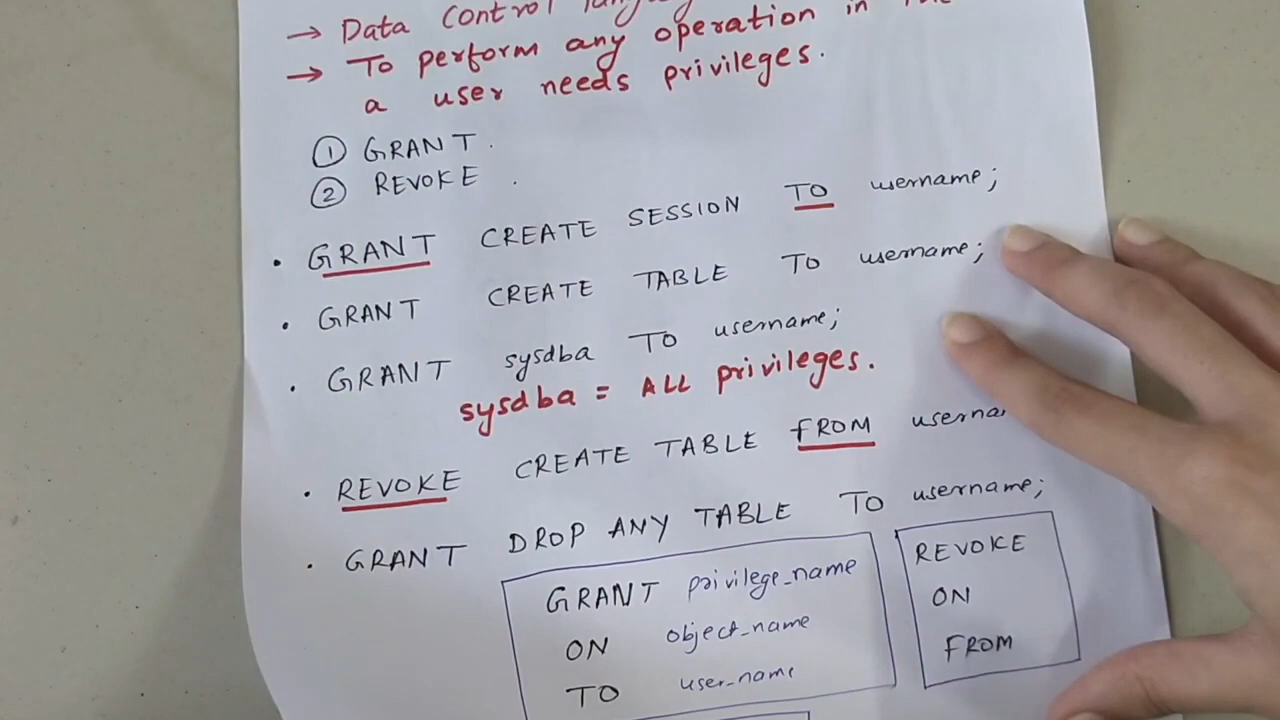 → Data Control
→ To perform any operation in
a user needs privileges.
① GRANT.
② REVOKE .
• GRANT CREATE SESSION TO username;
• GRANT CREATE TABLE TO username;
• GRANT sysdba TO username;
sysdba = ALL privileges.
• REVOKE CREATE TABLE FROM userna
• GRANT DROP ANY TABLE TO username;
GRANT privilege_name
ON object_name
TO user_name
REVOKE
ON
FROM